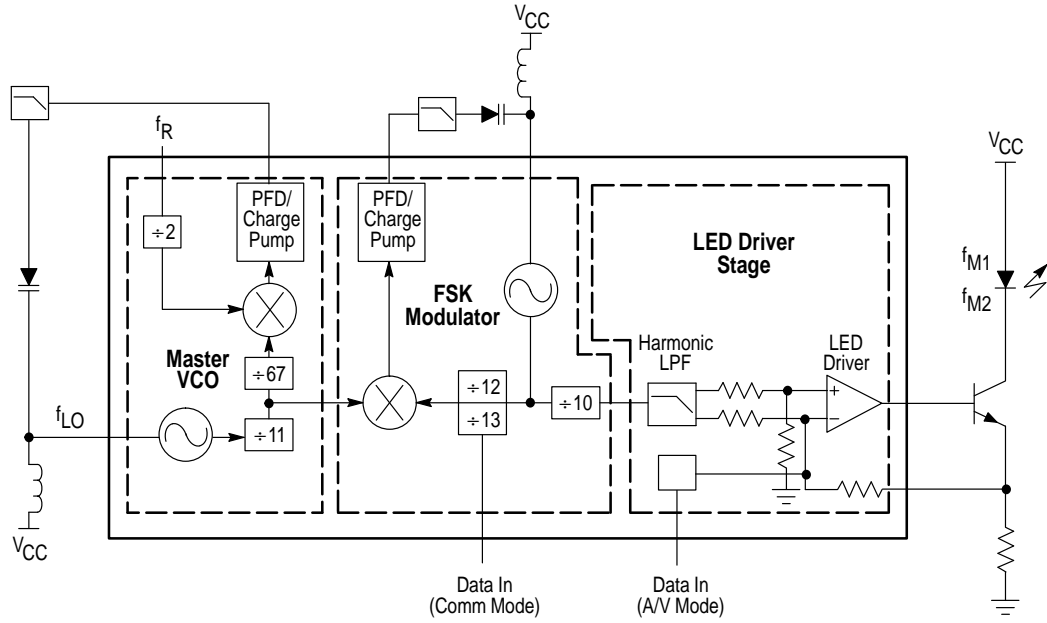 VCC
fR
VCC
PFD/
Charge
Pump
PFD/
Charge
Pump
÷2
LED Driver
Stage
fM1
fM2
FSK
Modulator
Master
VCO
Harmonic
LPF
LED
Driver
÷67
÷12
÷13
÷10
+
−
fLO
÷11
VCC
Data In
(Comm Mode)
Data In
(A/V Mode)